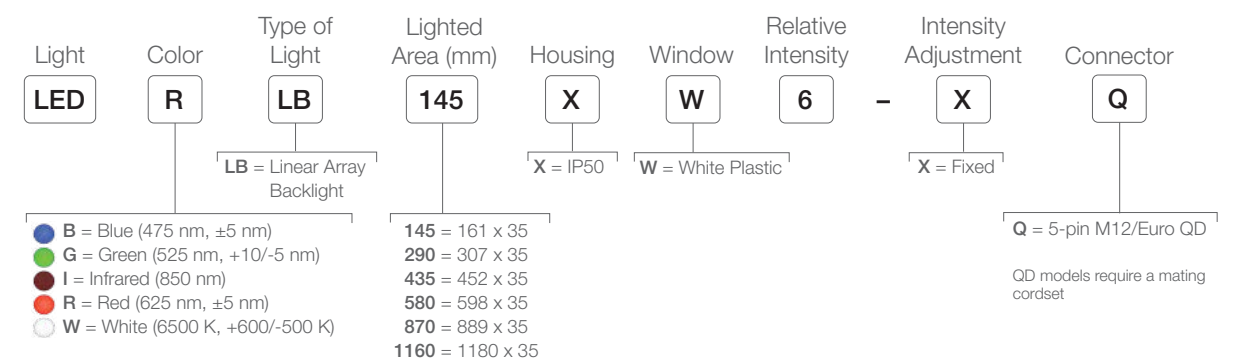 Light
Color
Type of
Light
Lighted
Area (mm)
Housing
Window
Relative
Intensity
Intensity
Adjustment
Connector
LED
R
LB
145
X
W
6
–
X
Q
LB = Linear Array
Backlight
X = IP50
W = White Plastic
X = Fixed
B = Blue (475 nm, ±5 nm)
G = Green (525 nm, +10/-5 nm)
I = Infrared (850 nm)
R = Red (625 nm, ±5 nm)
W = White (6500 K, +600/-500 K)
145 = 161 x 35
290 = 307 x 35
435 = 452 x 35
580 = 598 x 35
870 = 889 x 35
1160 = 1180 x 35
Q = 5-pin M12/Euro QD
QD models require a mating
cordset